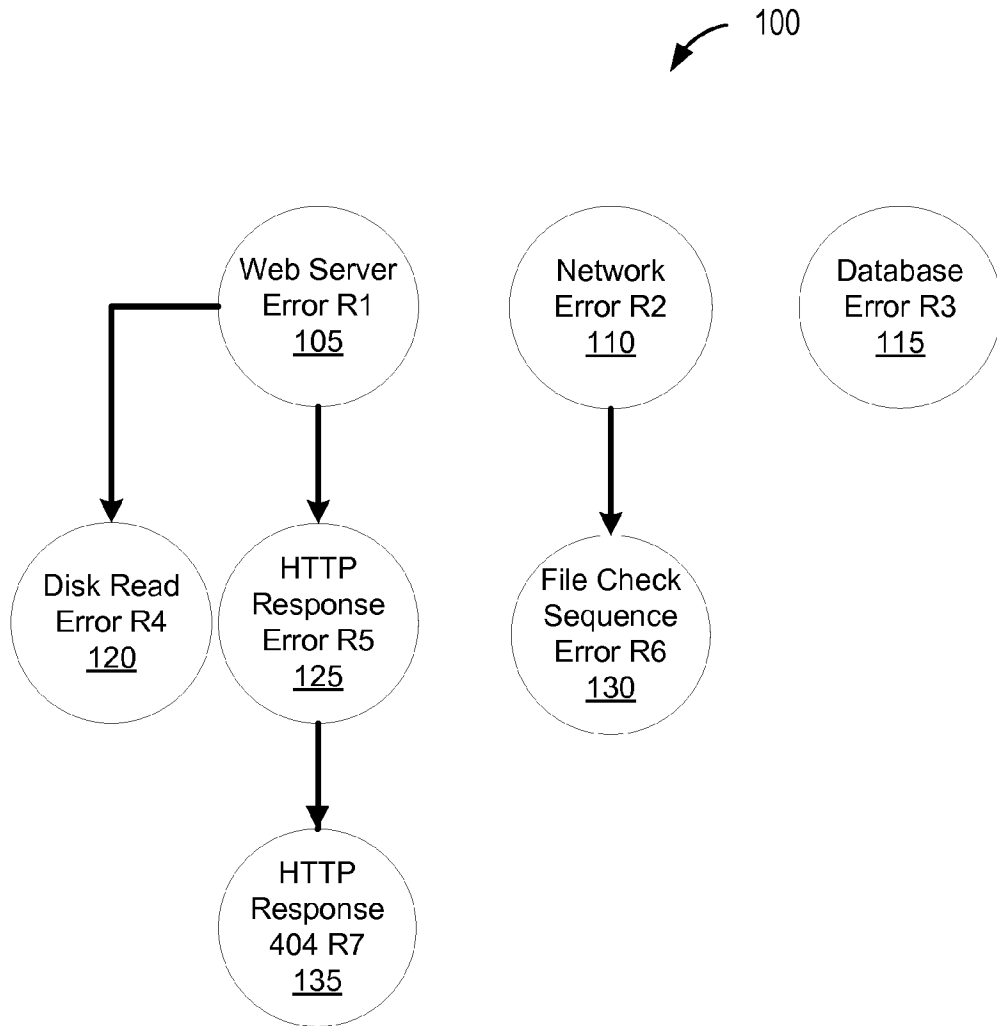 100
Web Server
Error R1
105
Network
Error R2
110
Database
Error R3
115
Disk Read
Error R4
120
HTTP
Response
Error R5
125
File Check
Sequence
Error R6
130
HTTP
Response
404 R7
135